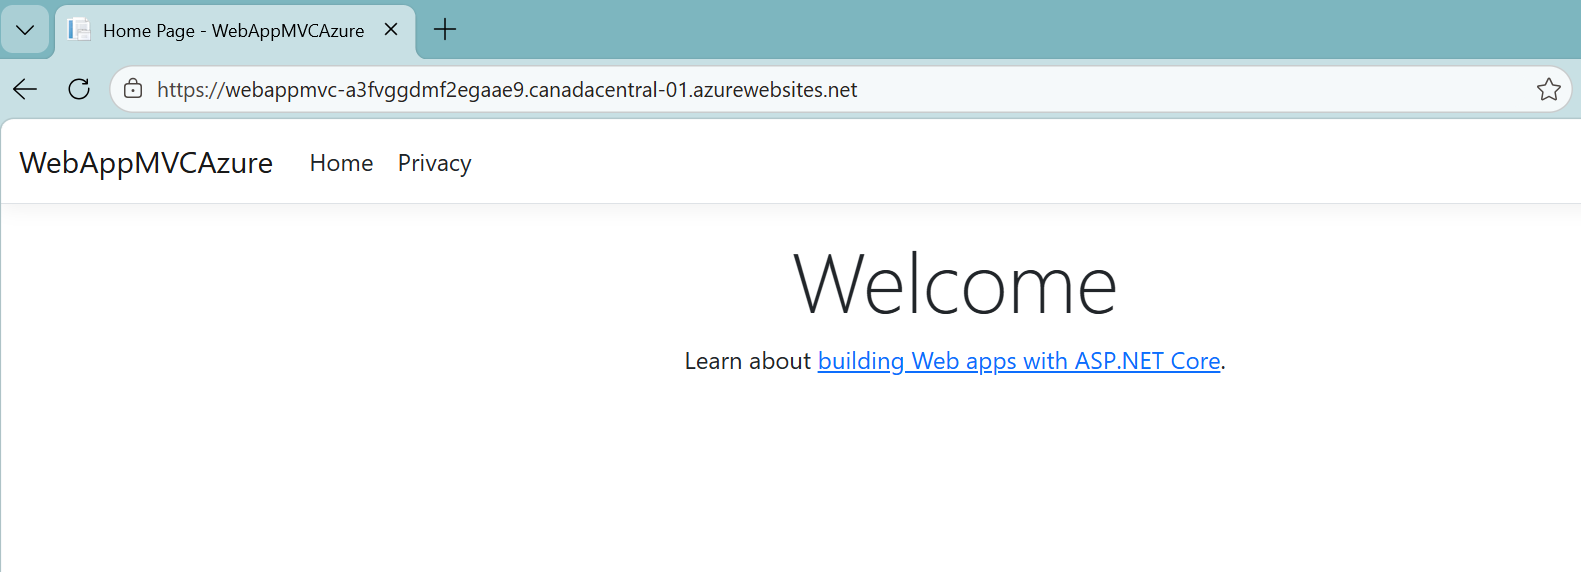 Home Page - WebAppMVCAzure
https://webappmvc-a3fvggdmf2egaae9.canadacentral-01.azurewebsites.net
WebAppMVCAzure Home Privacy
Welcome
Learn about building Web apps with ASP.NET Core.